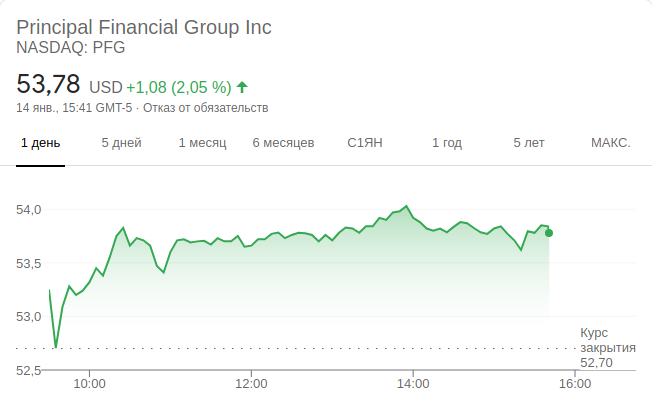 Principal Financial Group Inc
NASDAQ: PFG
53,78 USD +1,08 (2,05 %)
14 янв., 15:41 GMT-5 · Отказ от обязательств
1 день 5 дней 1 месяц 6 месяцев С1ЯН 1 год 5 лет МАКС.
54,0
53,5
53,0
Курс
закрытия
52,70
52,5
10:00 12:00 14:00 16:00